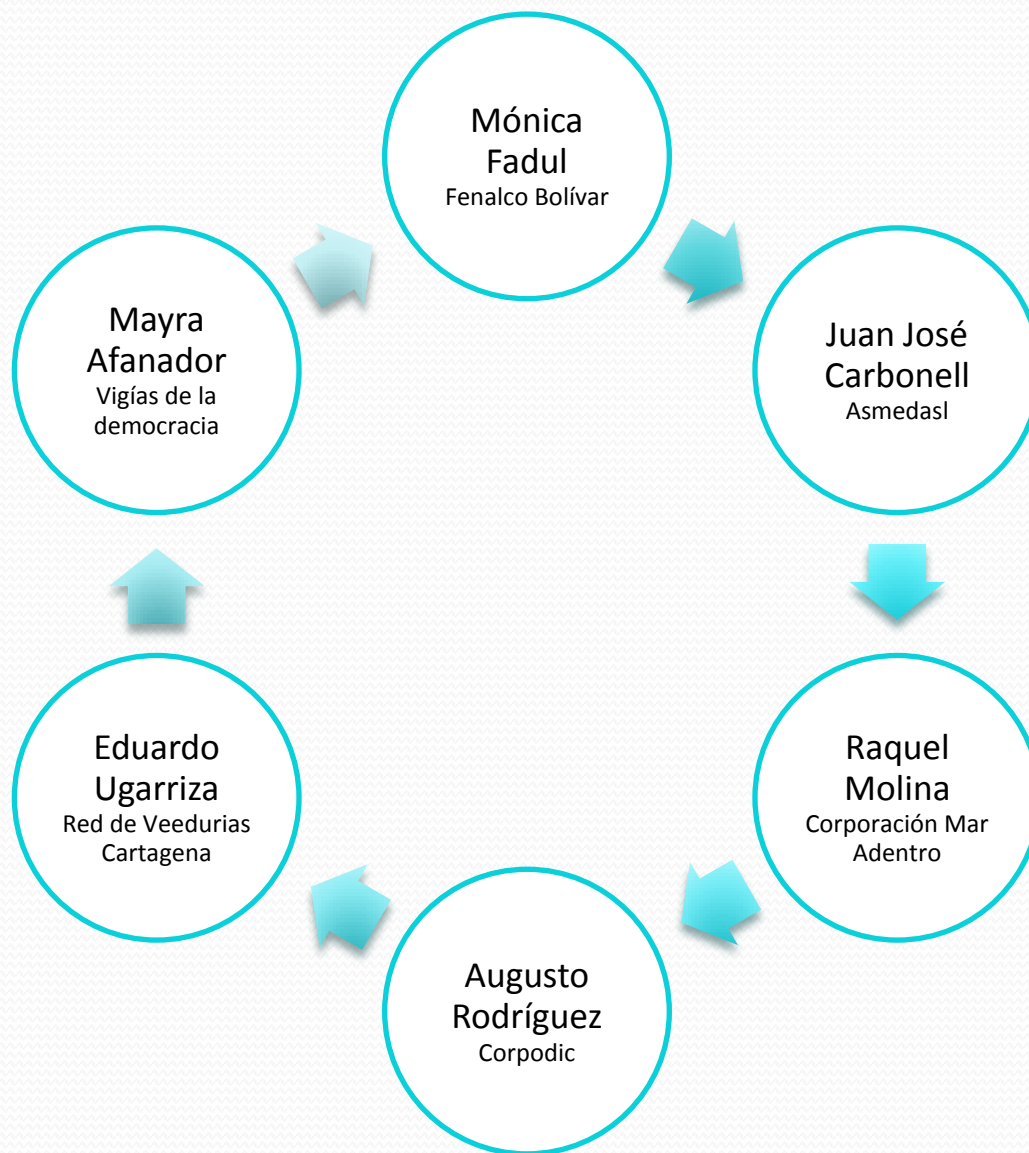 Mónica
Fadul
Fenalco Bolívar
Juan José
Carbonell
Asmedasl
Raquel
Molina
Corporación Mar
Adentro
Augusto
Rodríguez
Corpodic
Eduardo
Ugarriza
Red de Veedurias
Cartagena
Mayra
Afanador
Vigías de la
democracia